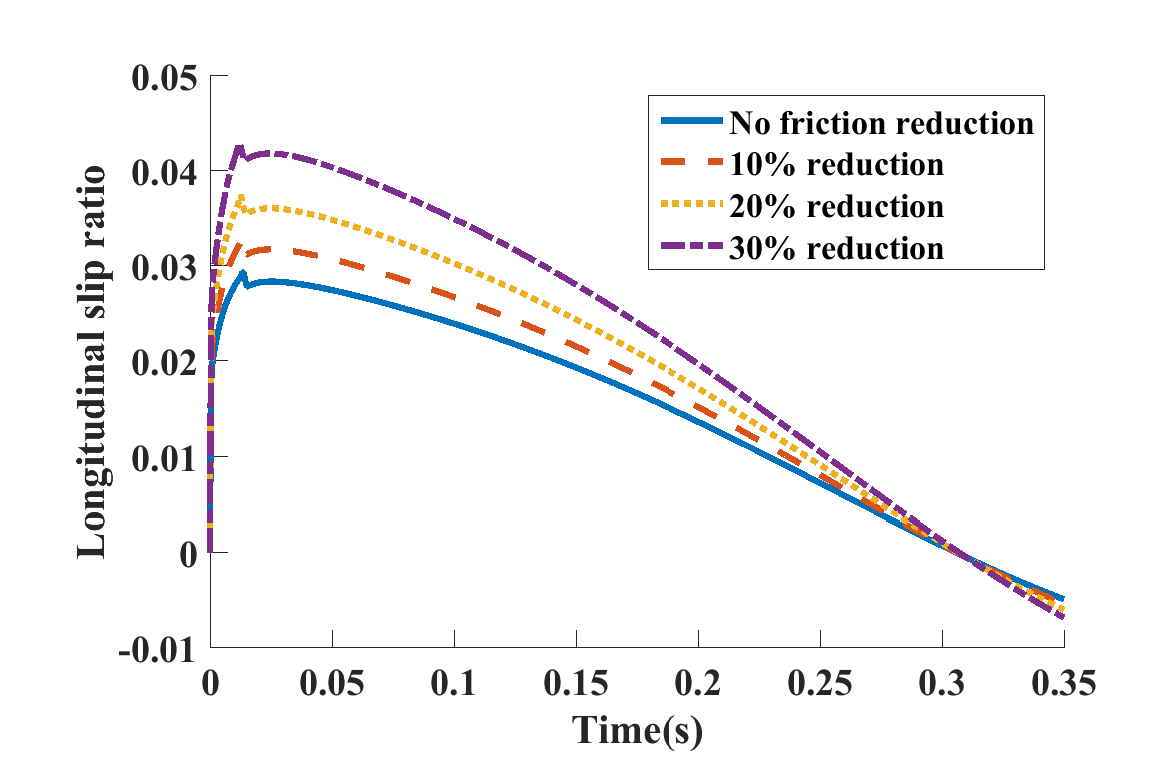 0.05
0.04
0.03
0.02
0.01
0
-0.01
Longitudinal slip ratio
No friction reduction
10% reduction
20% reduction
30% reduction
0 0.05 0.1 0.15 0.2 0.25 0.3 0.35
Time(s)